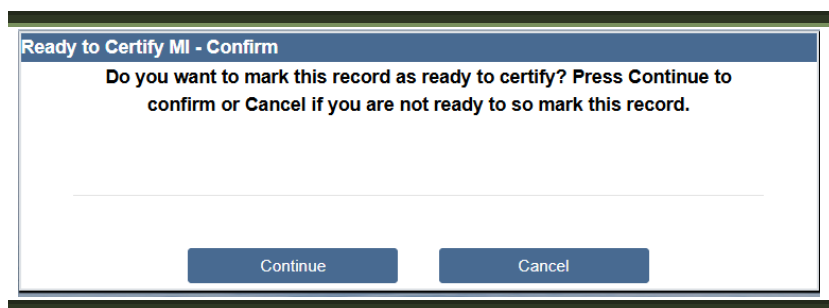 Ready to Certify MI - Confirm
Do you want to mark this record as ready to certify? Press Continue to
confirm or Cancel if you are not ready to so mark this record.
Continue
Cancel